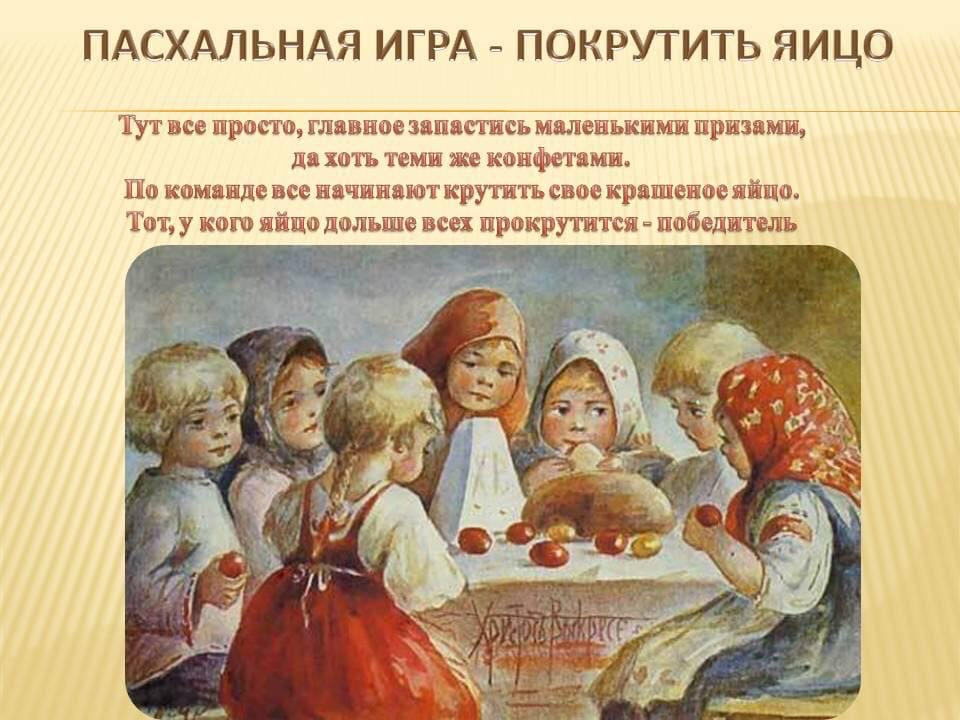 ПАСХАЛЬНАЯ ИГРА - ПОКРУТИТЬ ЯИЦО
Тут все просто, главное запастись маленькими призами,
да хоть теми же конфетами.
По команде все начинают крутить свое крашеное яйцо.
Тот, у кого яйцо дольше всех прокрутится - победитель
ХВ
Христосъ Воскресе